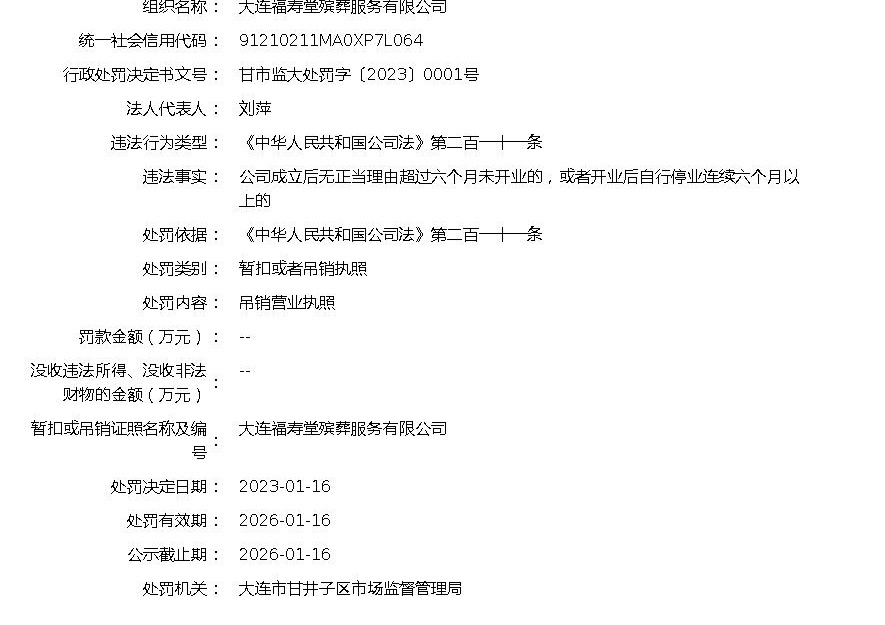 组织名称： 大连福寿堂殡葬服务有限公司
统一社会信用代码： 91210211MA0XP7L064
行政处罚决定书文号： 甘市监大处罚字〔2023〕0001号
法人代表人： 刘萍
违法行为类型： 《中华人民共和国公司法》第二百一十一条
违法事实： 公司成立后无正当理由超过六个月未开业的，或者开业后自行停业连续六个月以
上的
处罚依据： 《中华人民共和国公司法》第二百一十一条
处罚类别： 暂扣或者吊销执照
处罚内容： 吊销营业执照
罚款金额（万元）： --
没收违法所得、没收非法
财物的金额（万元）： --
暂扣或吊销证照名称及编
号： 大连福寿堂殡葬服务有限公司
处罚决定日期： 2023-01-16
处罚有效期： 2026-01-16
公示截止期： 2026-01-16
处罚机关： 大连市甘井子区市场监督管理局